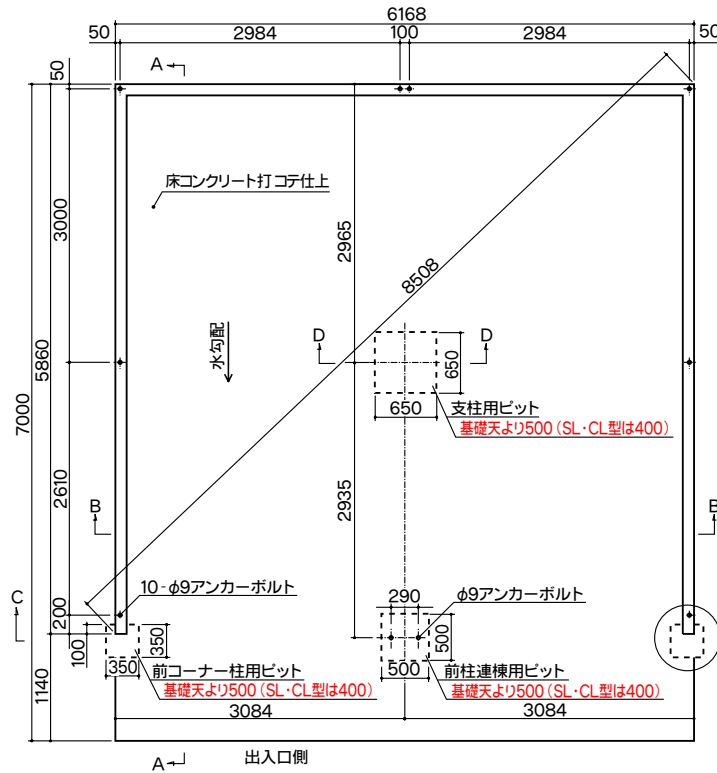 6168
50 2984 100 2984 50
A
50
床コンクリート打コテ仕上
3000
2965
8508
水勾配
D D
650
650
5860
7000
支柱用ピット
基礎天より500（SL・CL型は400）
2610
2935
B B
10-φ9アンカーボルト
290
φ9アンカーボルト
C
200
100
350
350
500
500
前コーナー柱用ピット
基礎天より500（SL・CL型は400）
前柱連棟用ピット
基礎天より500（SL・CL型は400）
1140
3084 3084
A
出入口側